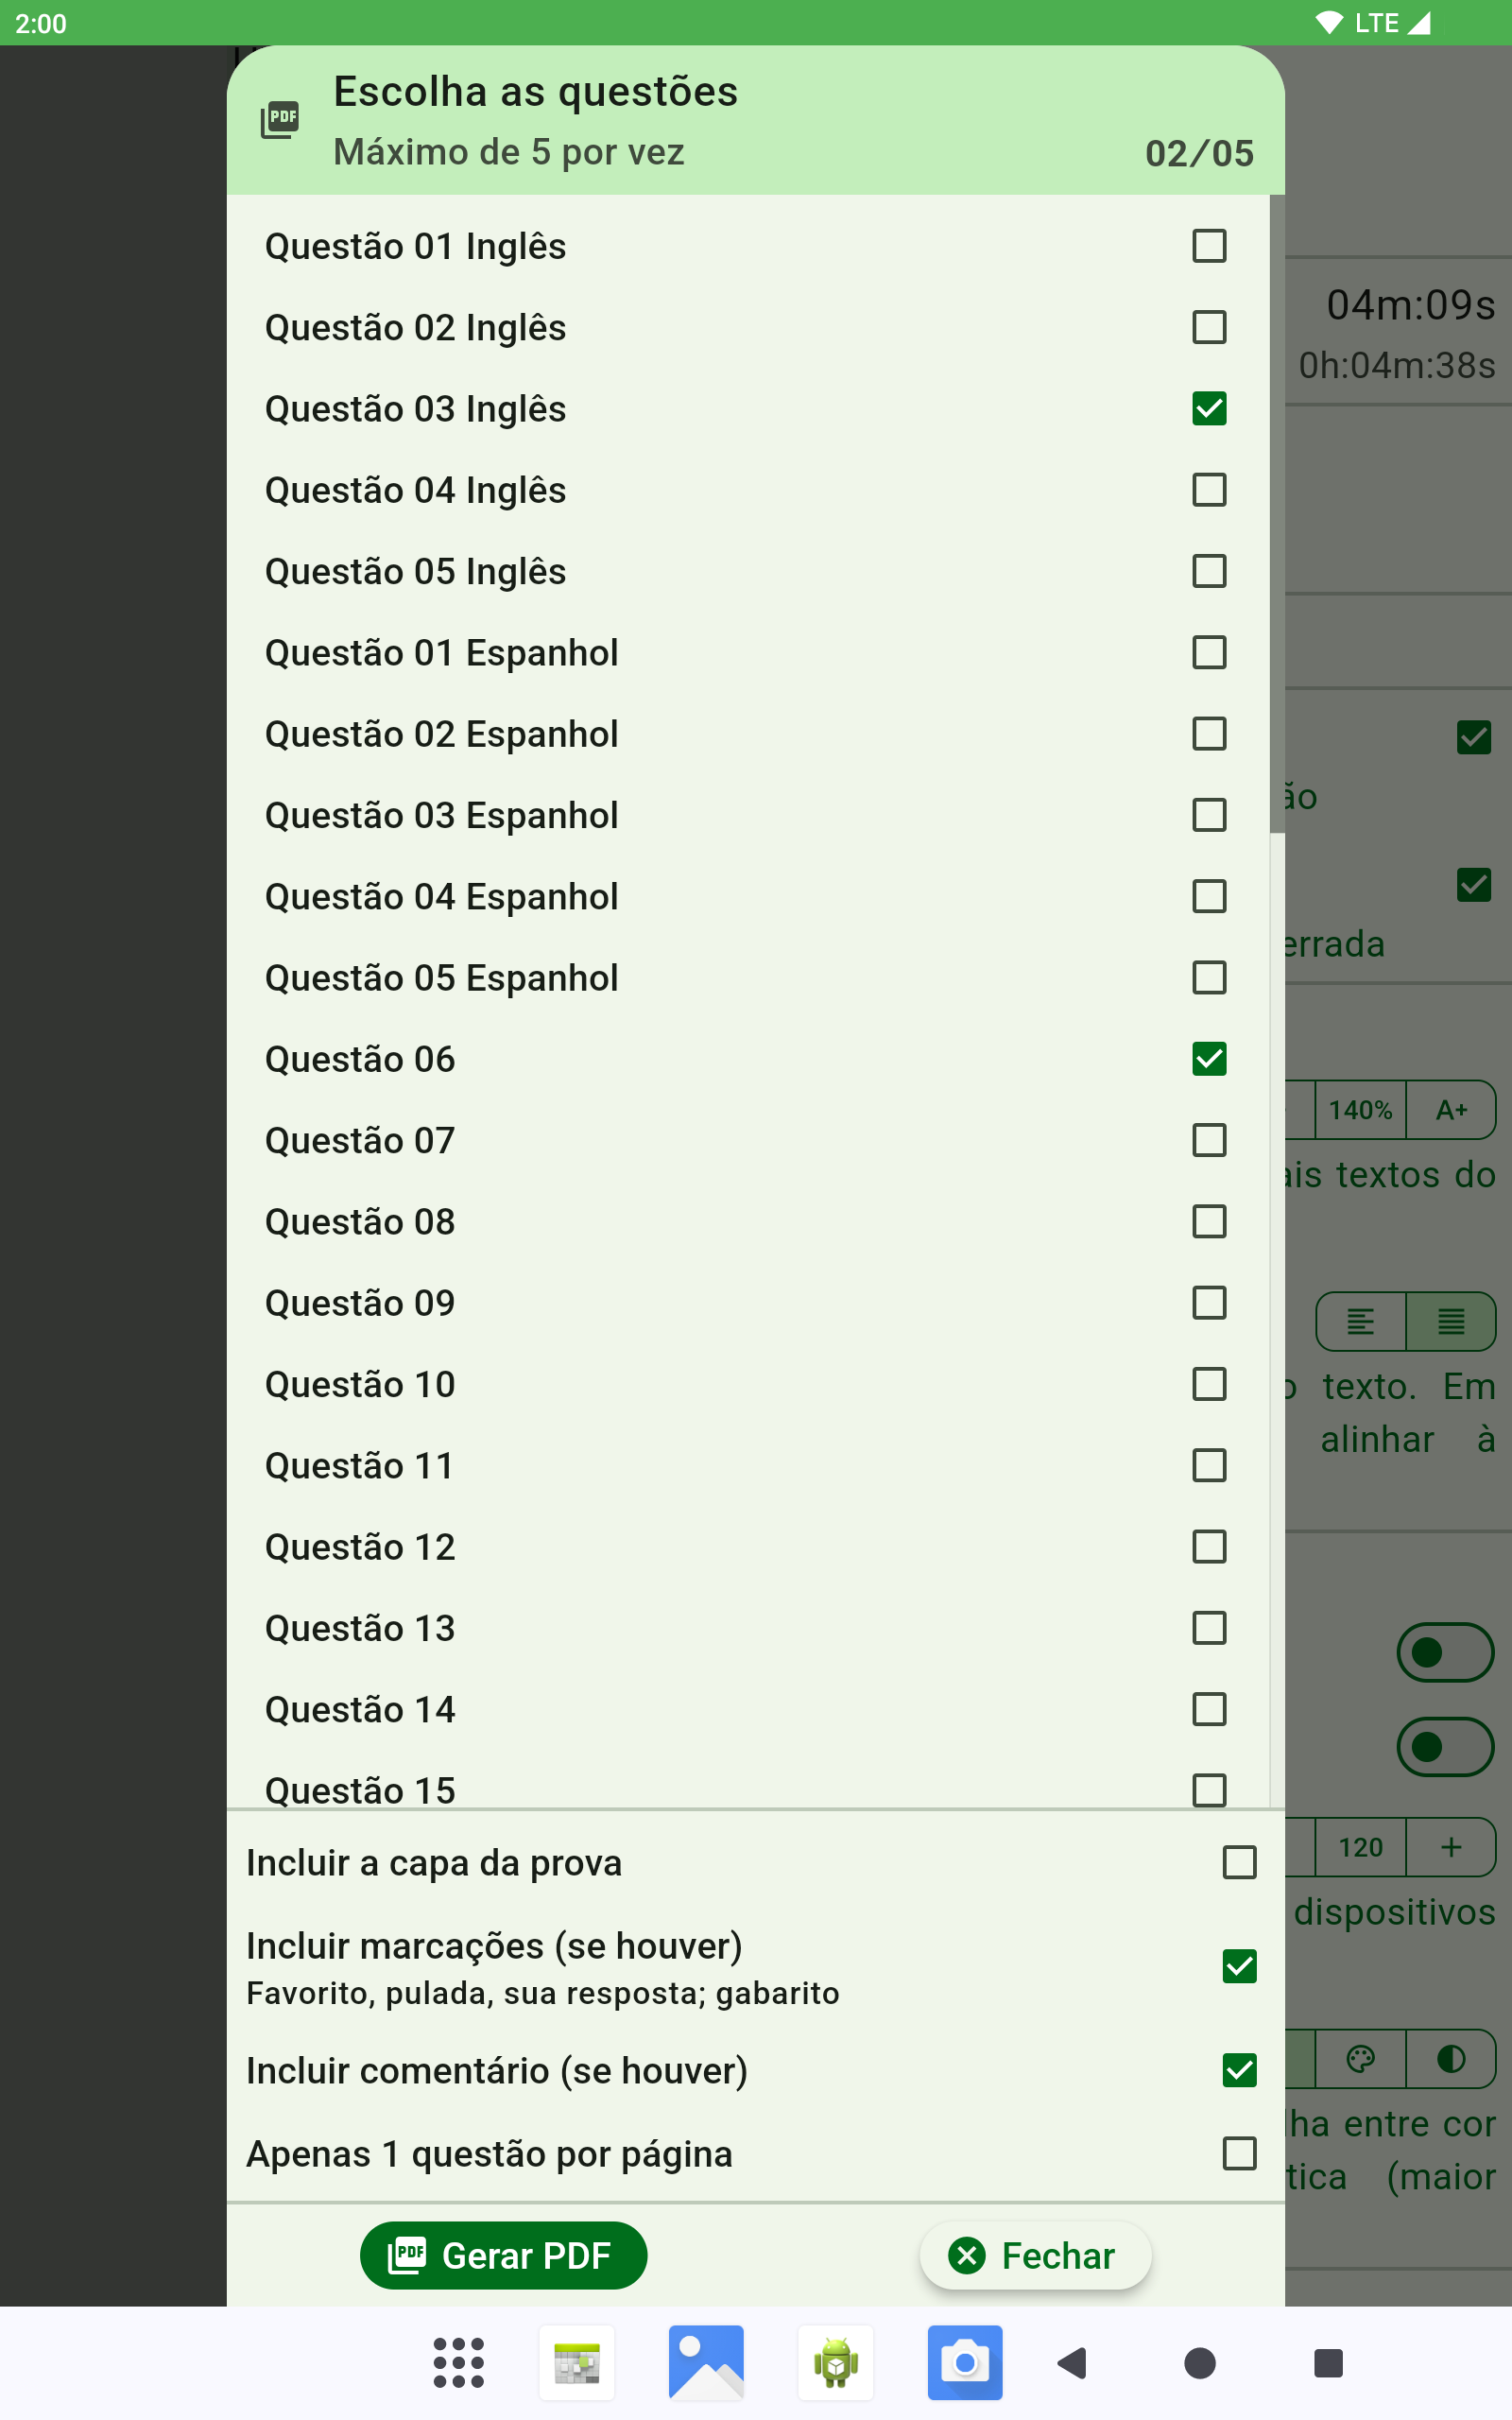 2:00
LTE
Escolha as questões
Máximo de 5 por vez
02/05
PDF
Questão 01 Inglês
Questão 02 Inglês
Questão 03 Inglês
Questão 04 Inglês
Questão 05 Inglês
Questão 01 Espanhol
Questão 02 Espanhol
Questão 03 Espanhol
Questão 04 Espanhol
Questão 05 Espanhol
Questão 06
Questão 07
Questão 08
Questão 09
Questão 10
Questão 11
Questão 12
Questão 13
Questão 14
Questão 15
Incluir a capa da prova
Incluir marcações (se houver)
Favorito, pulada, sua resposta; gabarito
Incluir comentário (se houver)
Apenas 1 questão por página
PDF Gerar PDF
Fechar
04m:09s
0h:04m:38s
140% A+
textos do
texto. Em
alinhar à
120 +
dispositivos
entre cor
(maior